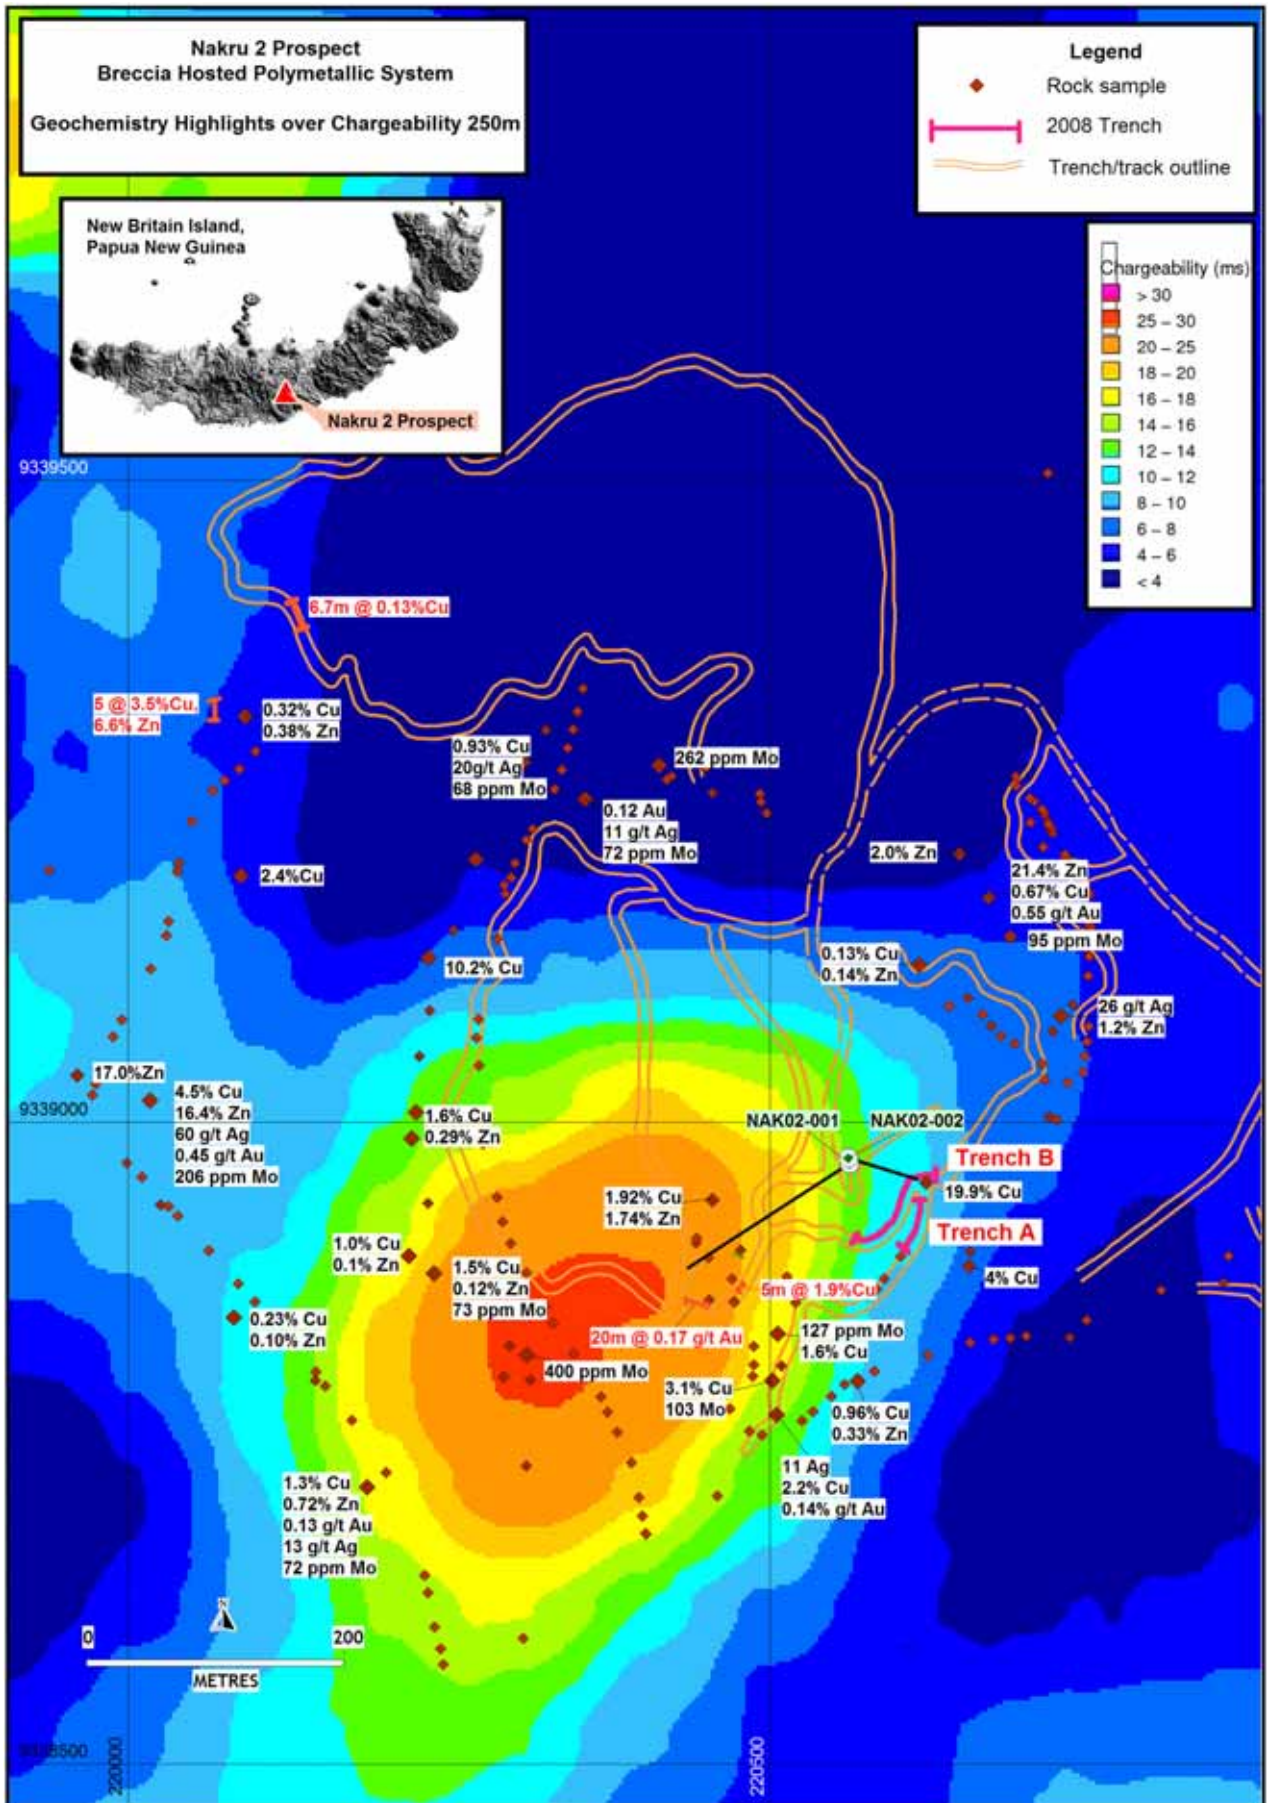 Nakru 2 Prospect
Breccia Hosted Polymetallic System
Geochemistry Highlights over Chargeability 250m
Legend
Rock sample
2008 Trench
Trench/track outline
New Britain Island,
Papua New Guinea
Nakru 2 Prospect
Chargeability (ms)
> 30
25 – 30
20 – 25
18 – 20
16 – 18
14 – 16
12 – 14
10 – 12
8 – 10
6 – 8
4 – 6
< 4
9339500
6.7m @ 0.13%Cu
5 @ 3.5%Cu,
6.6% Zn
0.32% Cu
0.38% Zn
0.93% Cu
20g/t Ag
68 ppm Mo
262 ppm Mo
0.12 Au
11 g/t Ag
72 ppm Mo
2.0% Zn
2.4%Cu
21.4% Zn
0.67% Cu
0.55 g/t Au
95 ppm Mo
10.2% Cu
0.13% Cu
0.14% Zn
26 g/t Ag
1.2% Zn
17.0%Zn
4.5% Cu
16.4% Zn
60 g/t Ag
0.45 g/t Au
206 ppm Mo
9339000
1.6% Cu
0.29% Zn
NAK02-001
NAK02-002
Trench B
19.9% Cu
Trench A
1.92% Cu
1.74% Zn
1.0% Cu
0.1% Zn
1.5% Cu
0.12% Zn
73 ppm Mo
4% Cu
5m @ 1.9%Cu
0.23% Cu
0.10% Zn
20m @ 0.17 g/t Au
127 ppm Mo
1.6% Cu
400 ppm Mo
3.1% Cu
103 Mo
0.96% Cu
0.33% Zn
11 Ag
2.2% Cu
0.14% g/t Au
1.3% Cu
0.72% Zn
0.13 g/t Au
13 g/t Ag
72 ppm Mo
N
0
200
METRES
9338500
220000
220500